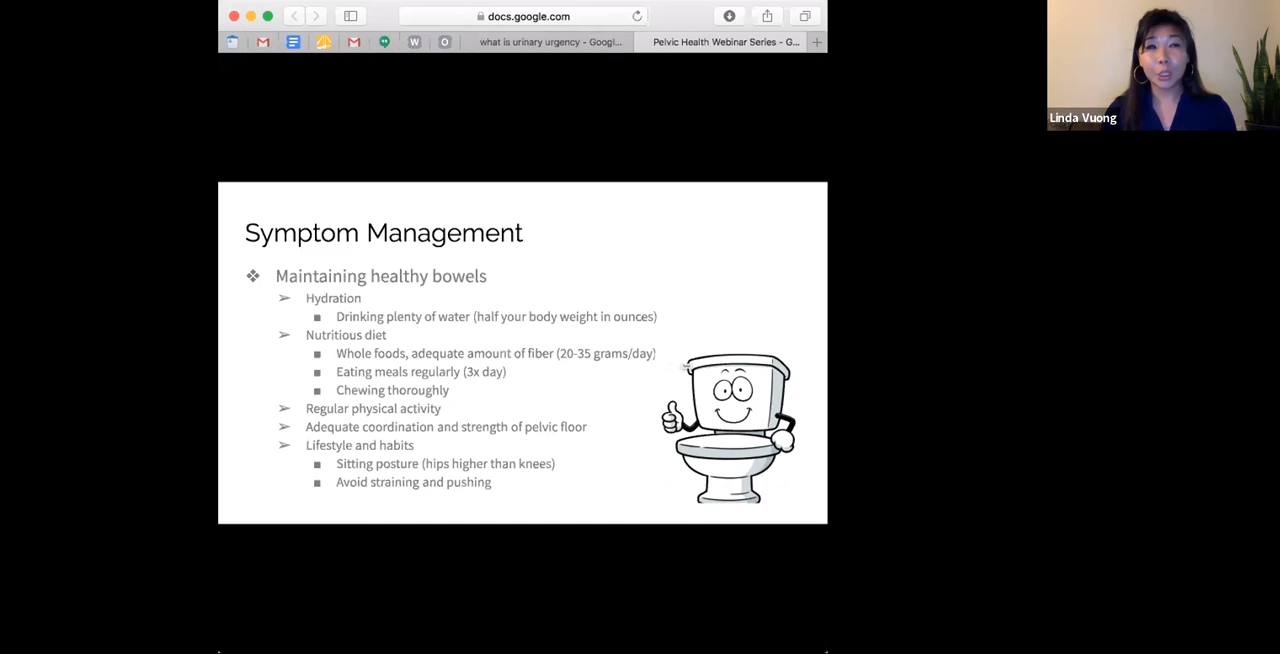 docs.google.com
W
O
what is urinary urgency - Googl...
Pelvic Health Webinar Series - G...
Linda Vuong
Symptom Management
❖ Maintaining healthy bowels
➢ Hydration
■ Drinking plenty of water (half your body weight in ounces)
➢ Nutritious diet
■ Whole foods, adequate amount of fiber (20-35 grams/day)
■ Eating meals regularly (3x day)
■ Chewing thoroughly
➢ Regular physical activity
➢ Adequate coordination and strength of pelvic floor
➢ Lifestyle and habits
■ Sitting posture (hips higher than knees)
■ Avoid straining and pushing